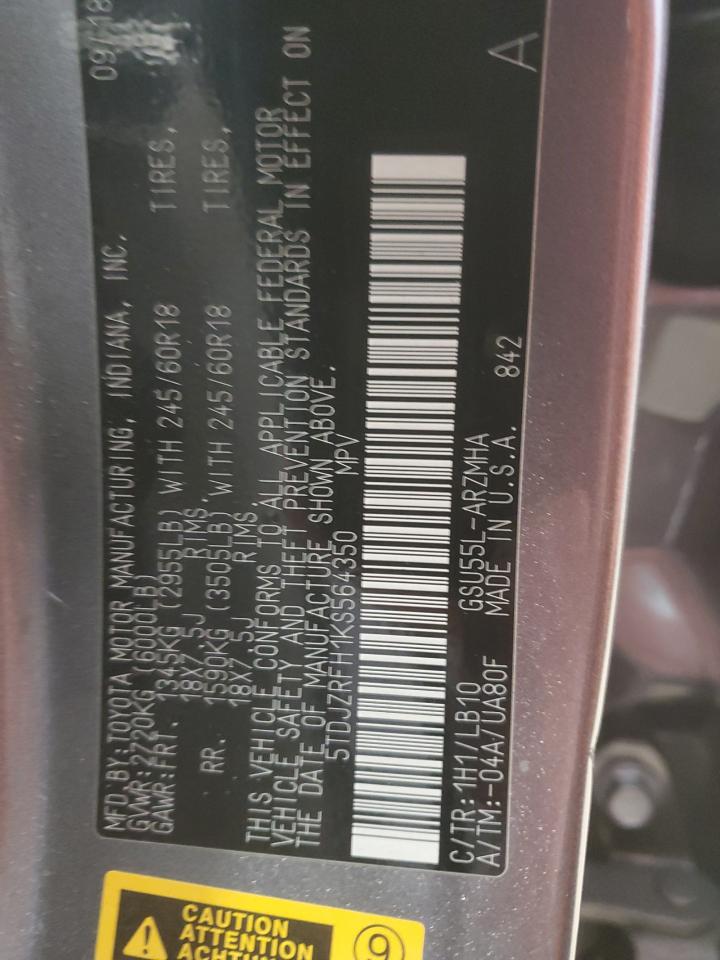 MFD.BY:TOYOTA MOTOR MANUFACTURING, INDIANA, INC. 09/18
GVWR:2720KG (6000LB)
GAWR:FRT. 1345KG (2955LB) WITH 245/60R18 TIRES,
18X7.5J RIMS,
RR. 1590KG (3505LB) WITH 245/60R18 TIRES,
18X7.5J RIMS
THIS VEHICLE CONFORMS TO ALL APPLICABLE FEDERAL MOTOR
VEHICLE SAFETY AND THEFT PREVENTION STANDARDS IN EFFECT ON
THE DATE OF MANUFACTURE SHOWN ABOVE.
5TDJZRFH1KS564350 MPV
C/TR:1H1/LB10 GSU55L-ARZMHA
A/TM:-04A/UA80F MADE IN U.S.A. 842
A
CAUTION
ATTENTION
9